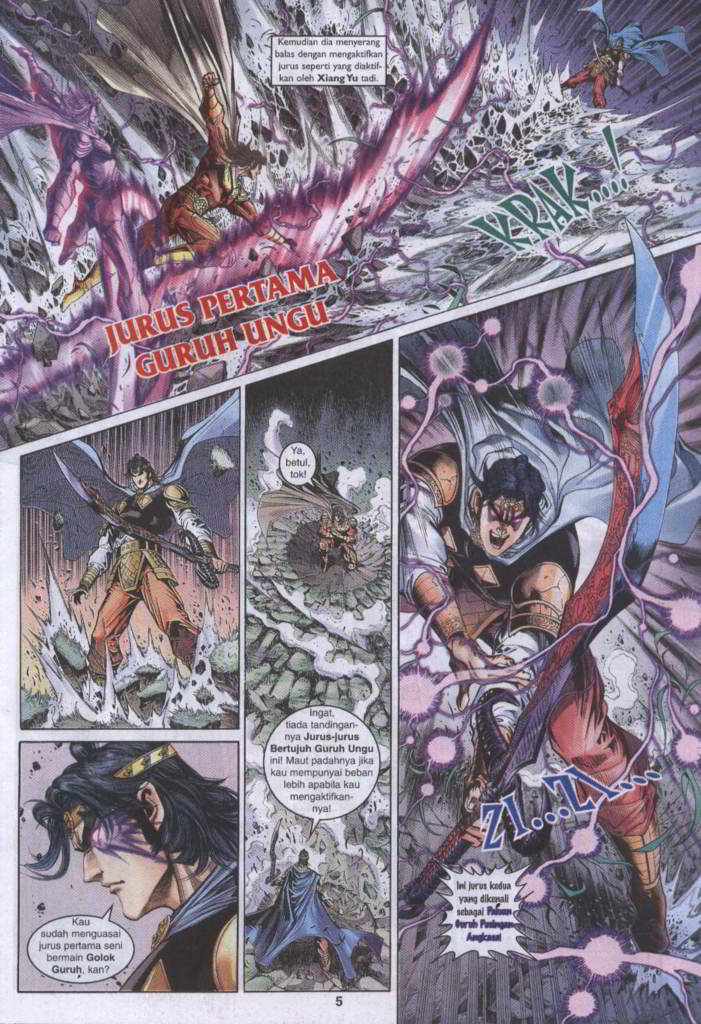 Kemudian dia menyerang
balas dengan mengaktifkan
jurus seperti yang diaktif-
kan oleh Xiang Yu tadi.
KRAK.....!
JURUS PERTAMA
GURUH UNGU
Kau
sudah menguasai
jurus pertama seni
bermain Golok
Guruh, kan?
Ya,
betul,
tok!
Ingat,
tiada tandingan-
nya Jurus-jurus
Bertujuh Guruh Ungu
ini! Maut padahnya jika
kau mempunyai beban
lebih apabila kau
mengaktifkan-
nya!
ZI...ZI...
Ini jurus kedua
yang dikenali
sebagai
Guruh Pusingan
Angkasa!
5